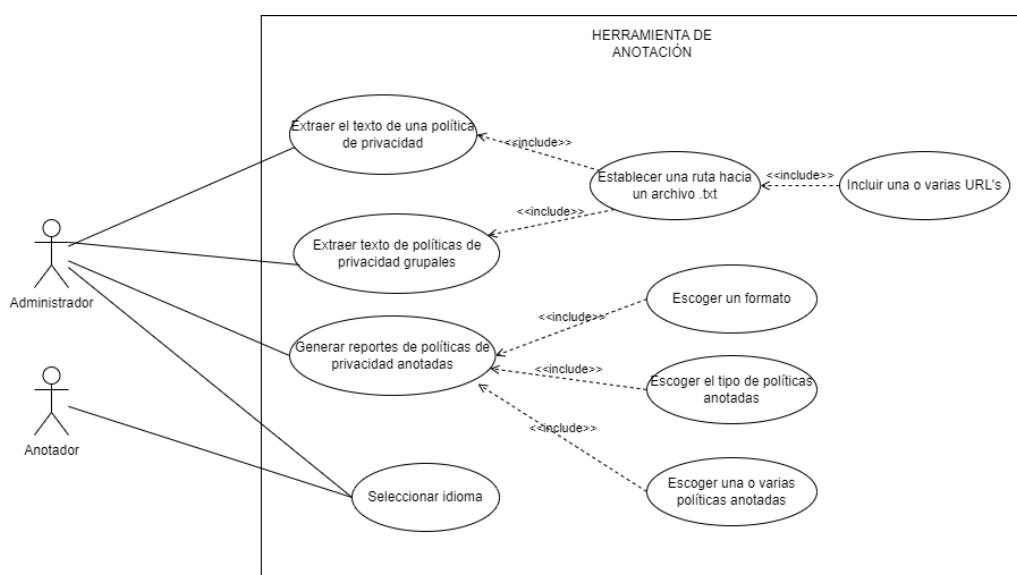 HERRAMIENTA DE
ANOTACIÓN
Extraer el texto de una política
de privacidad
<<include>>
Establecer una ruta hacia
un archivo .txt
<<include>>
Incluir una o varias URL's
<<include>>
Extraer texto de políticas de
privacidad grupales
Administrador
Escoger un formato
<<include>>
Generar reportes de políticas de
privacidad anotadas
<<include>>
Escoger el tipo de políticas
anotadas
<<include>>
Anotador
Seleccionar idioma
Escoger una o varias
políticas anotadas